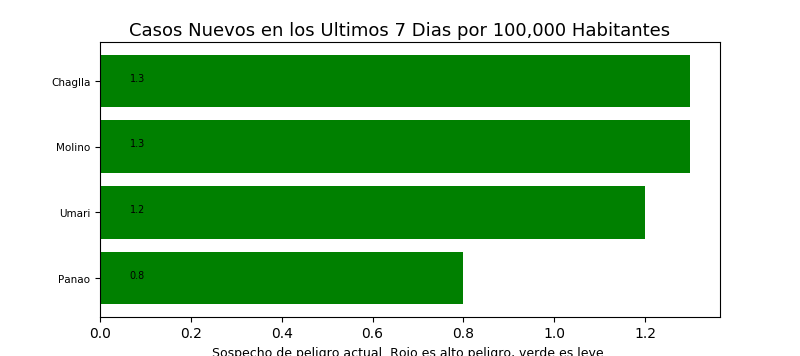 Casos Nuevos en los Ultimos 7 Dias por 100,000 Habitantes
Chaglla 1.3
Molino 1.3
Umari 1.2
Panao 0.8
0.0 0.2 0.4 0.6 0.8 1.0 1.2
Sospecho de peligro actual. Rojo es alto peligro, verde es leve